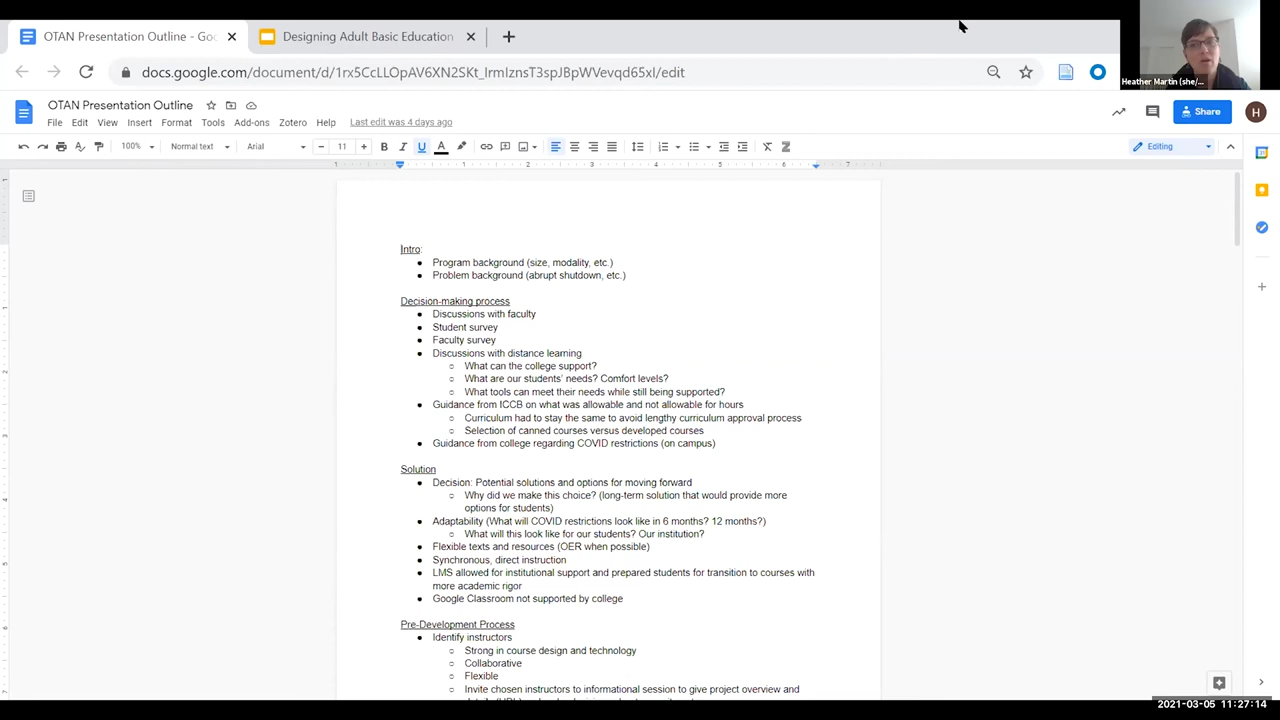 OTAN Presentation Outline - Goo
Designing Adult Basic Education
docs.google.com/document/d/1rx5CcLLOpAV6XN2SKt_lrmIznsT3spJBpWVevqd65xI/edit
Heather Martin (she/...
OTAN Presentation Outline
File Edit View Insert Format Tools Add-ons Zotero Help Last edit was 4 days ago
Share
H
100% Normal text Arial 11 Editing
Intro:
Program background (size, modality, etc.)
Problem background (abrupt shutdown, etc.)
Decision-making process
Discussions with faculty
Student survey
Faculty survey
Discussions with distance learning
What can the college support?
What are our students' needs? Comfort levels?
What tools can meet their needs while still being supported?
Guidance from ICCB on what was allowable and not allowable for hours
Curriculum had to stay the same to avoid lengthy curriculum approval process
Selection of canned courses versus developed courses
Guidance from college regarding COVID restrictions (on campus)
Solution
Decision: Potential solutions and options for moving forward
Why did we make this choice? (long-term solution that would provide more
options for students)
Adaptability (What will COVID restrictions look like in 6 months? 12 months?)
What will this look like for our students? Our institution?
Flexible texts and resources (OER when possible)
Synchronous, direct instruction
LMS allowed for institutional support and prepared students for transition to courses with
more academic rigor
Google Classroom not supported by college
Pre-Development Process
Identify instructors
Strong in course design and technology
Collaborative
Flexible
Invite chosen instructors to informational session to give project overview and
2021-03-05 11:27:14